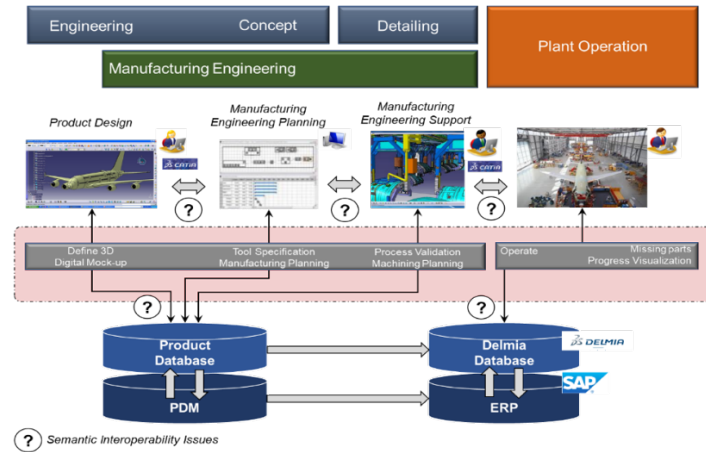 Engineering
Concept
Detailing
Plant Operation
Manufacturing Engineering
Product Design
Manufacturing
Engineering Planning
Manufacturing
Engineering Support
CATIA
CATIA
?
?
?
Define 3D
Digital Mock-up
Tool Specification
Manufacturing Planning
Process Validation
Machining Planning
Operate
Missing parts
Progress Visualization
?
?
Product
Database
Delmia
Database
DELMIA
PDM
ERP
SAP
? Semantic Interoperability Issues